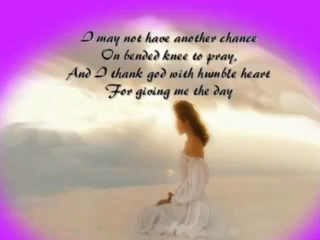 I may not have another chance
On bended knee to pray,
And I thank god with humble heart
For giving me the day